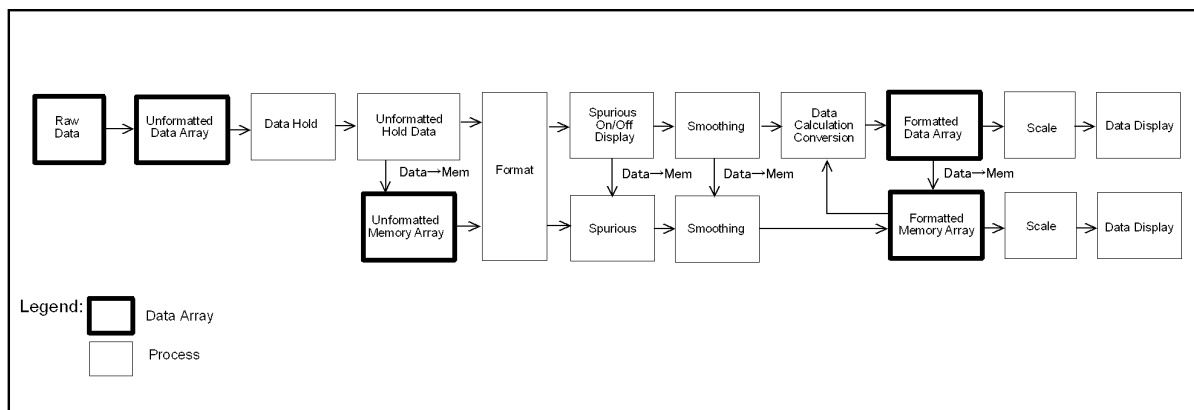 Raw
Data
Unformatted
Data Array
Data Hold
Unformatted
Hold Data
Format
Spurious
On/Off
Display
Smoothing
Data
Calculation
Conversion
Formatted
Data Array
Scale
Data Display
Data→Mem
Data→Mem
Data→Mem
Data→Mem
Unformatted
Memory Array
Spurious
Smoothing
Formatted
Memory Array
Scale
Data Display
Legend:
Data Array
Process